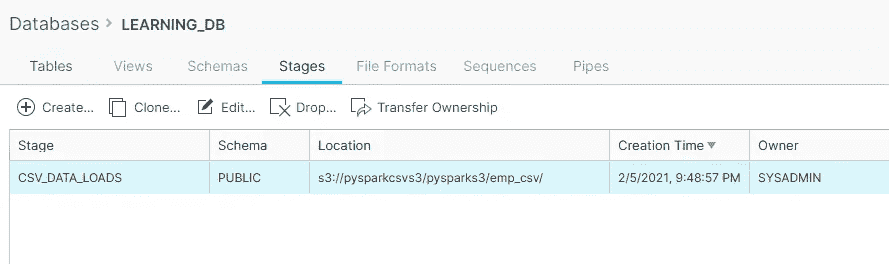 Databases > LEARNING_DB
Tables Views Schemas Stages File Formats Sequences Pipes
Create... Clone... Edit... Drop... Transfer Ownership
Stage Schema Location Creation Time ▼ Owner
CSV_DATA_LOADS PUBLIC s3://pysparkcsvs3/pysparks3/emp_csv/ 2/5/2021, 9:48:57 PM SYSADMIN